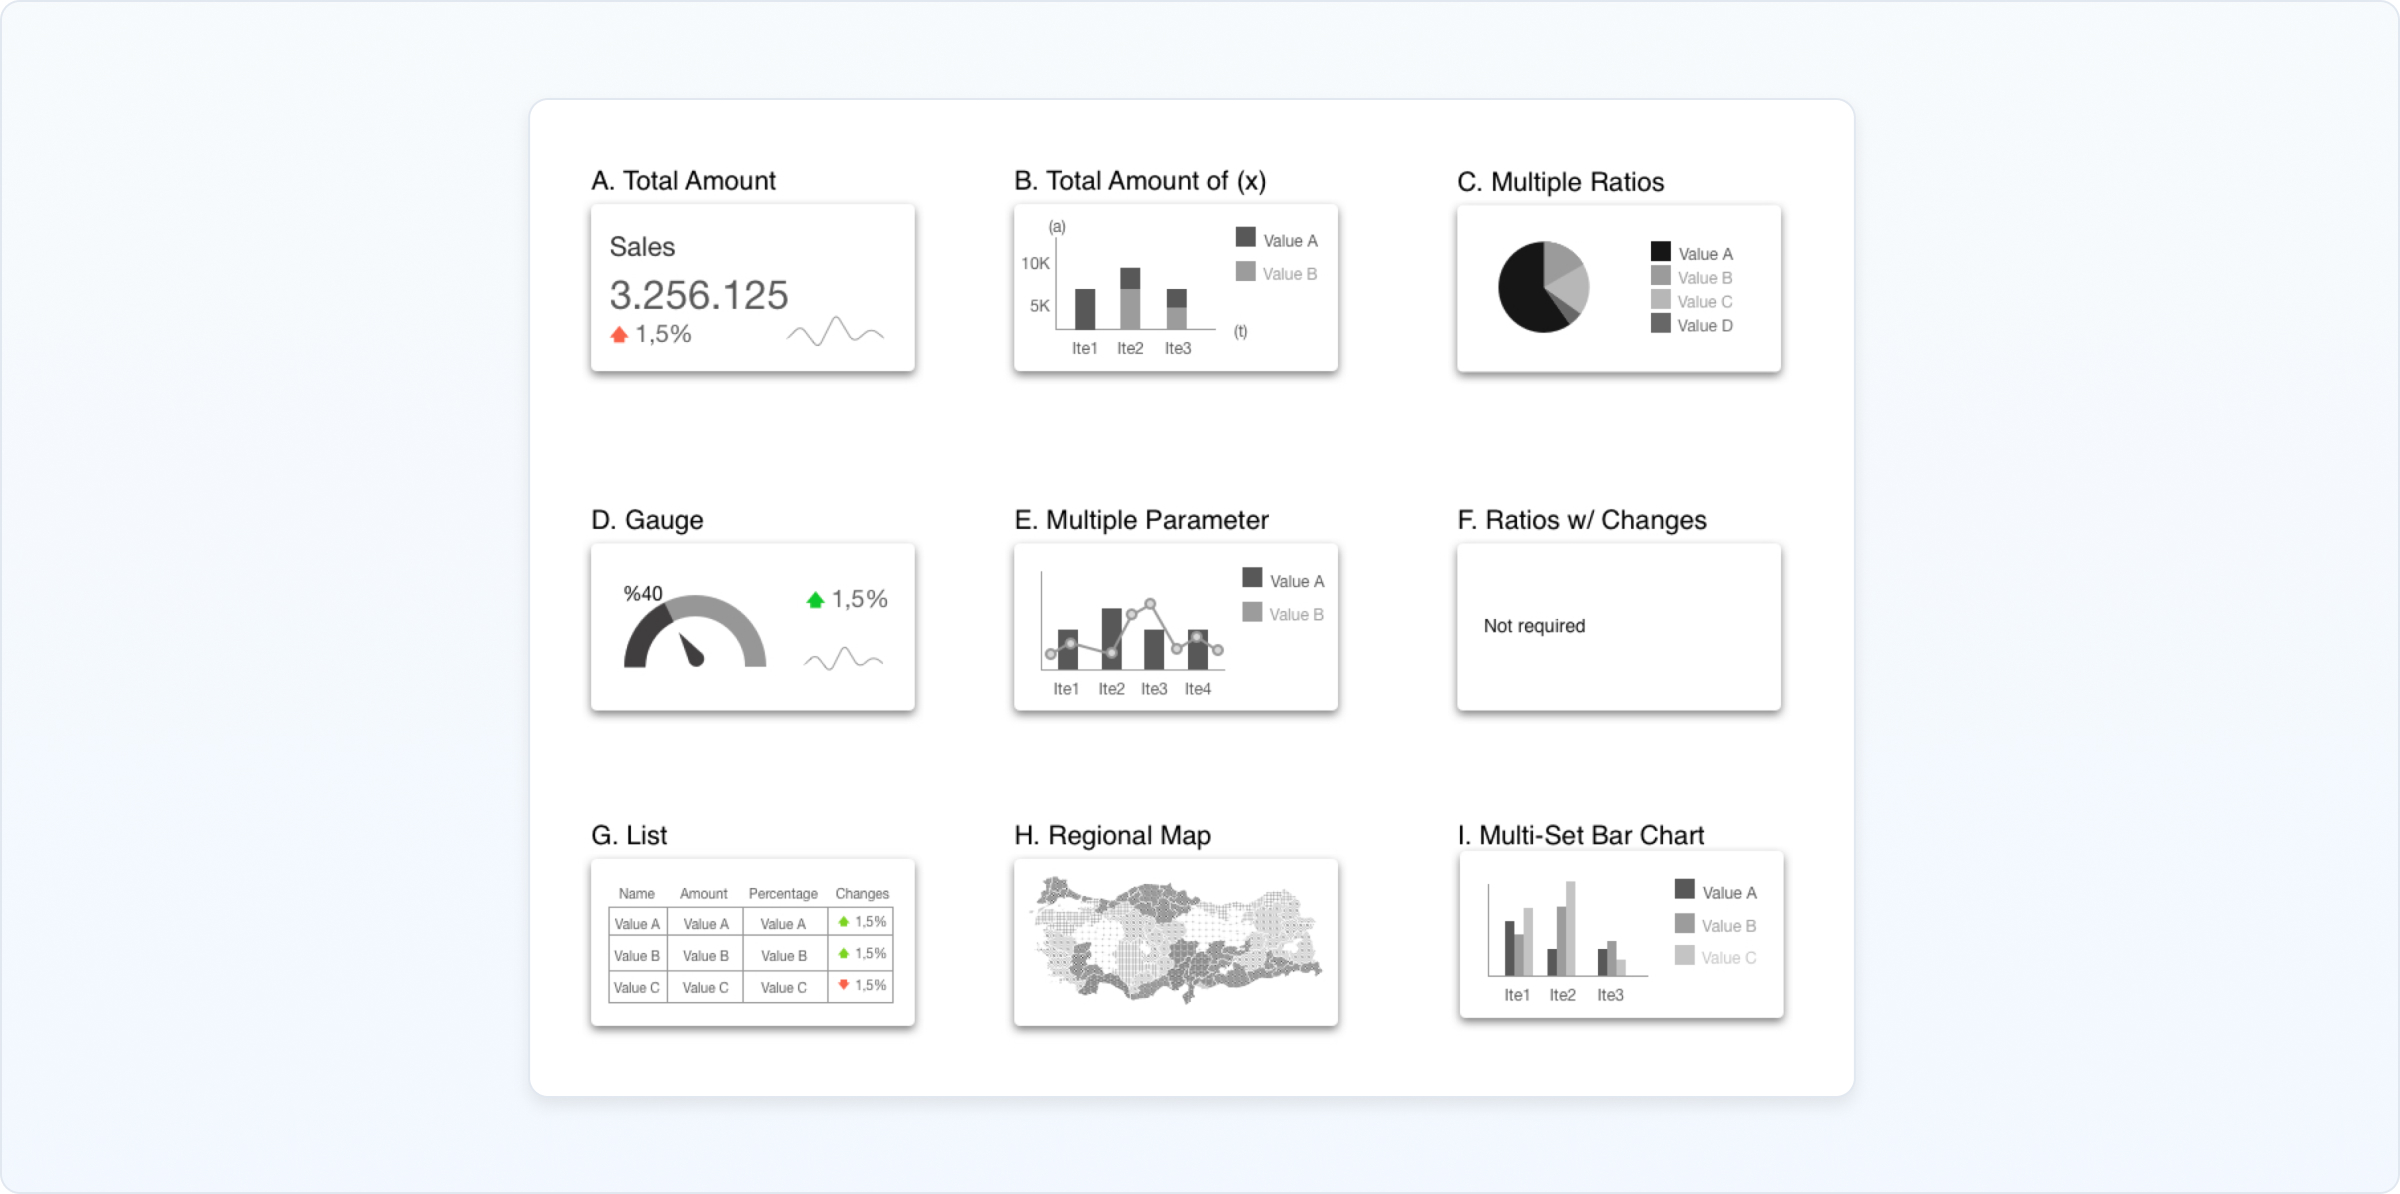 A. Total Amount
Sales
3.256.125
1,5%
B. Total Amount of (x)
(a)
10K
5K
Ite1 Ite2 Ite3
(t)
Value A
Value B
C. Multiple Ratios
Value A
Value B
Value C
Value D
D. Gauge
%40
1,5%
E. Multiple Parameter
Ite1 Ite2 Ite3 Ite4
Value A
Value B
F. Ratios w/ Changes
Not required
G. List
Name Amount Percentage Changes
Value A Value A Value A 1,5%
Value B Value B Value B 1,5%
Value C Value C Value C 1,5%
H. Regional Map
I. Multi-Set Bar Chart
Ite1 Ite2 Ite3
Value A
Value B
Value C